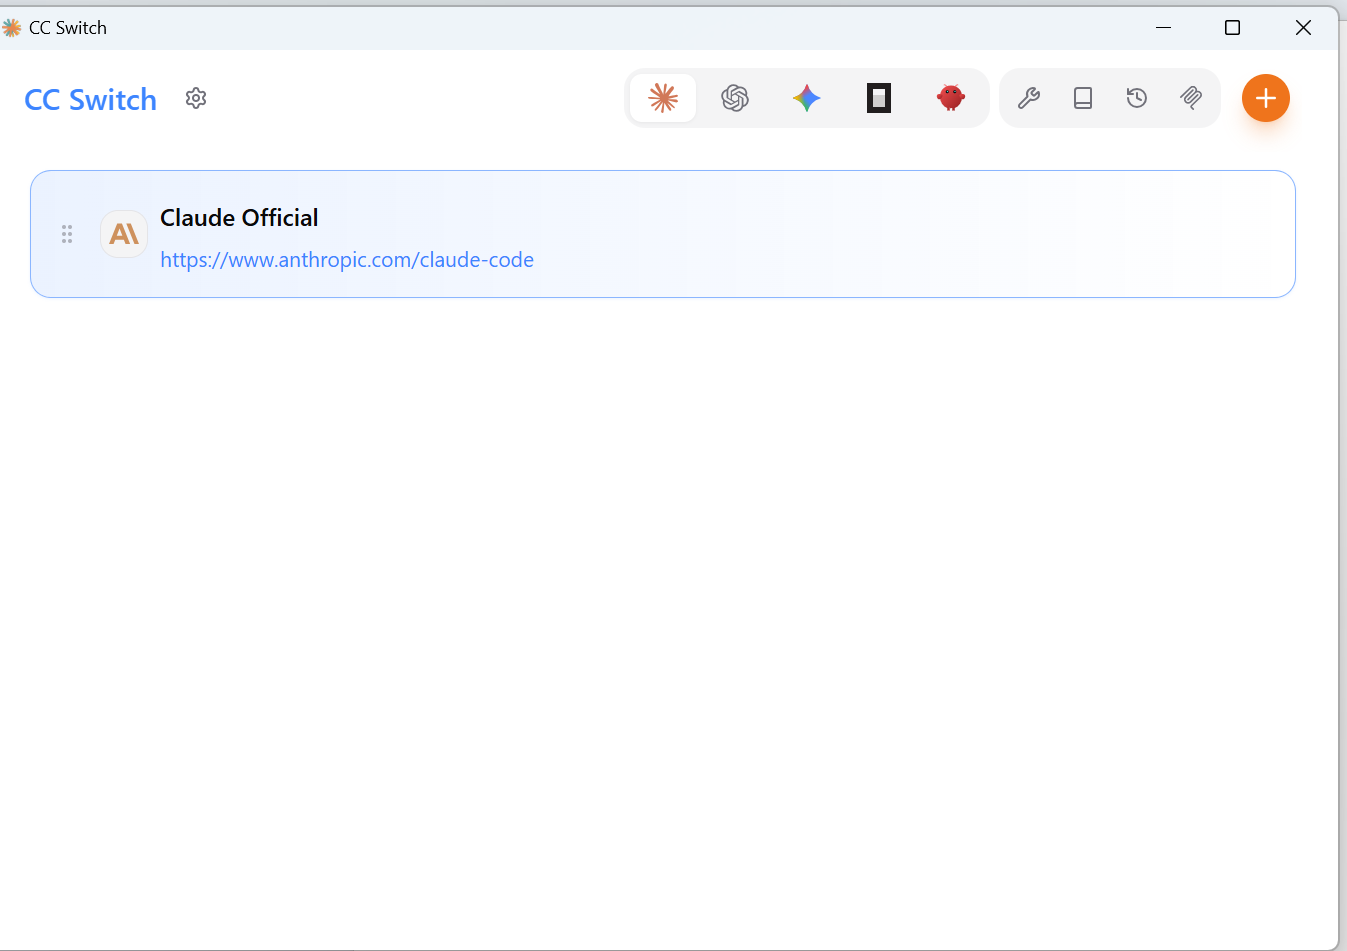 CC Switch
CC Switch
Claude Official
https://www.anthropic.com/claude-code